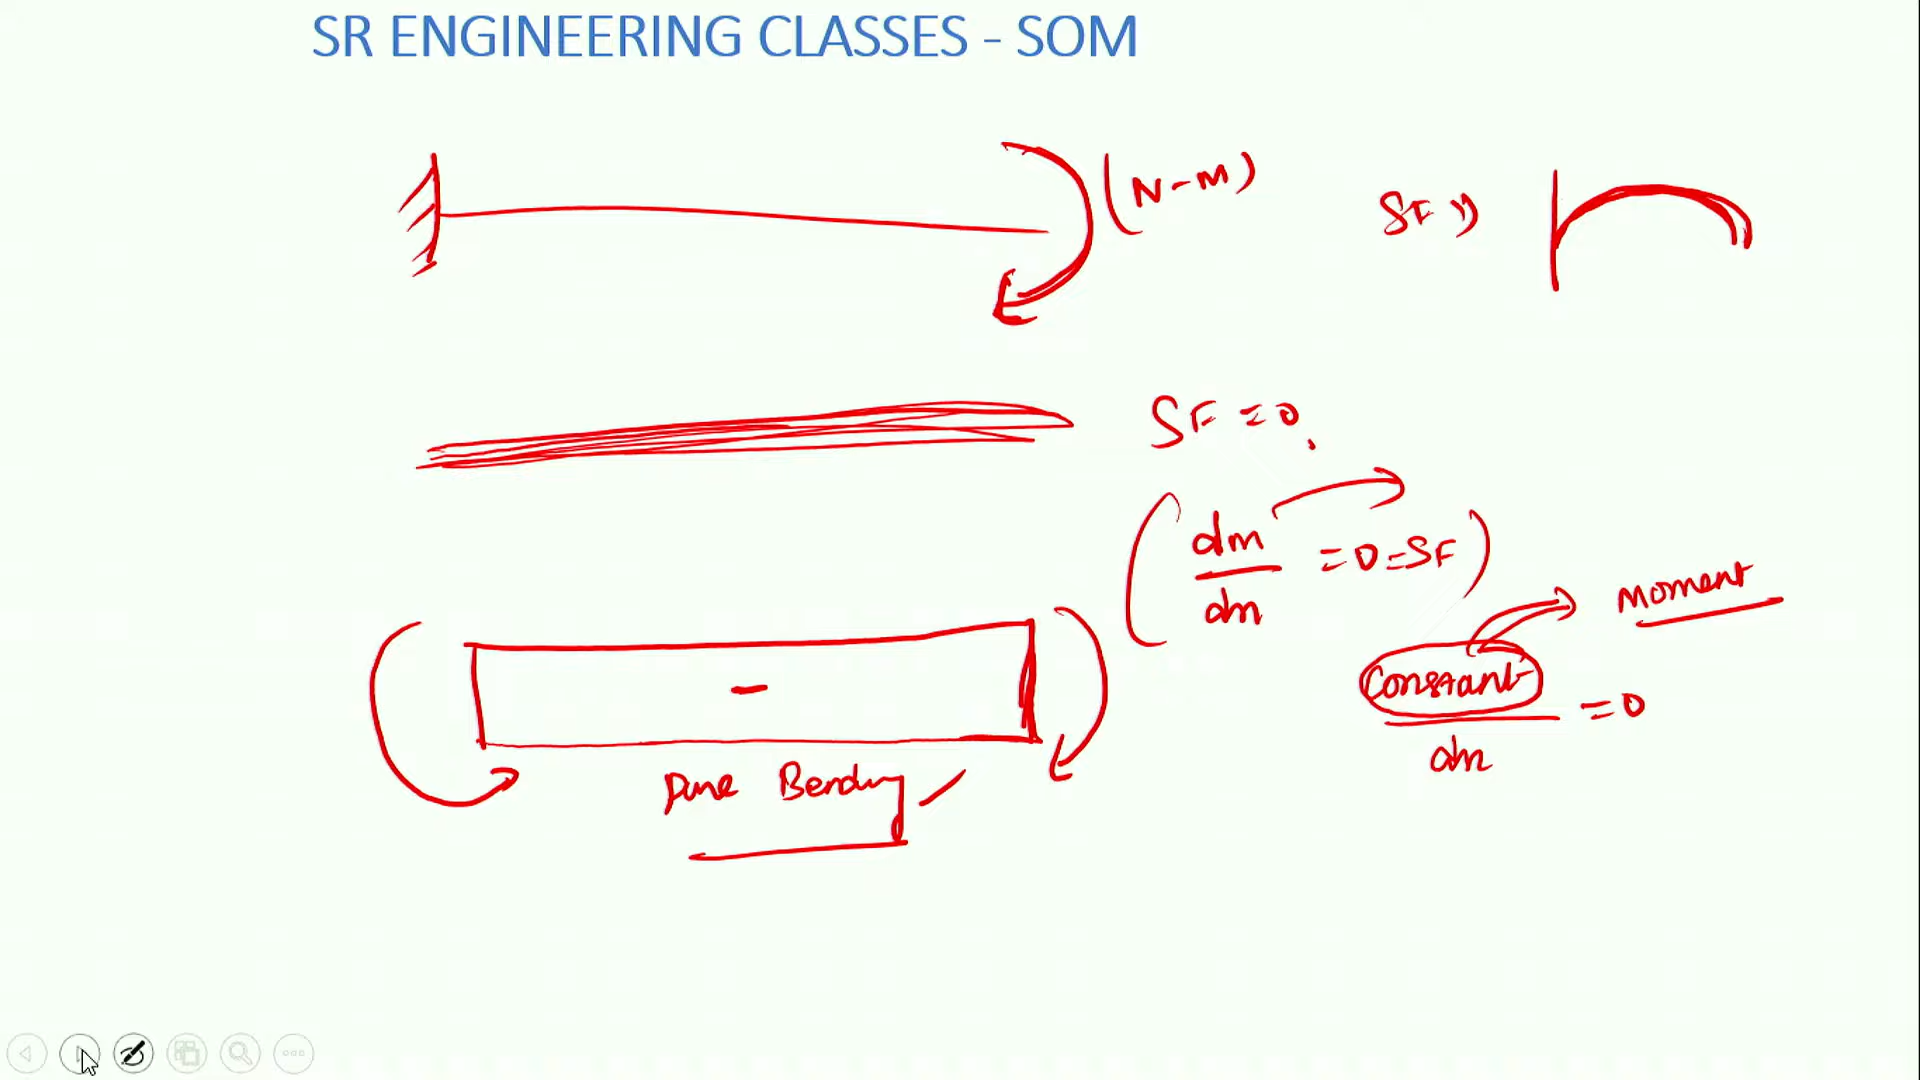 SR ENGINEERING CLASSES - SOM
(N-M)
SF
SF = 0
dm
= 0 = SF
dn
Moment
Constant
= 0
dn
-
Pure Bending